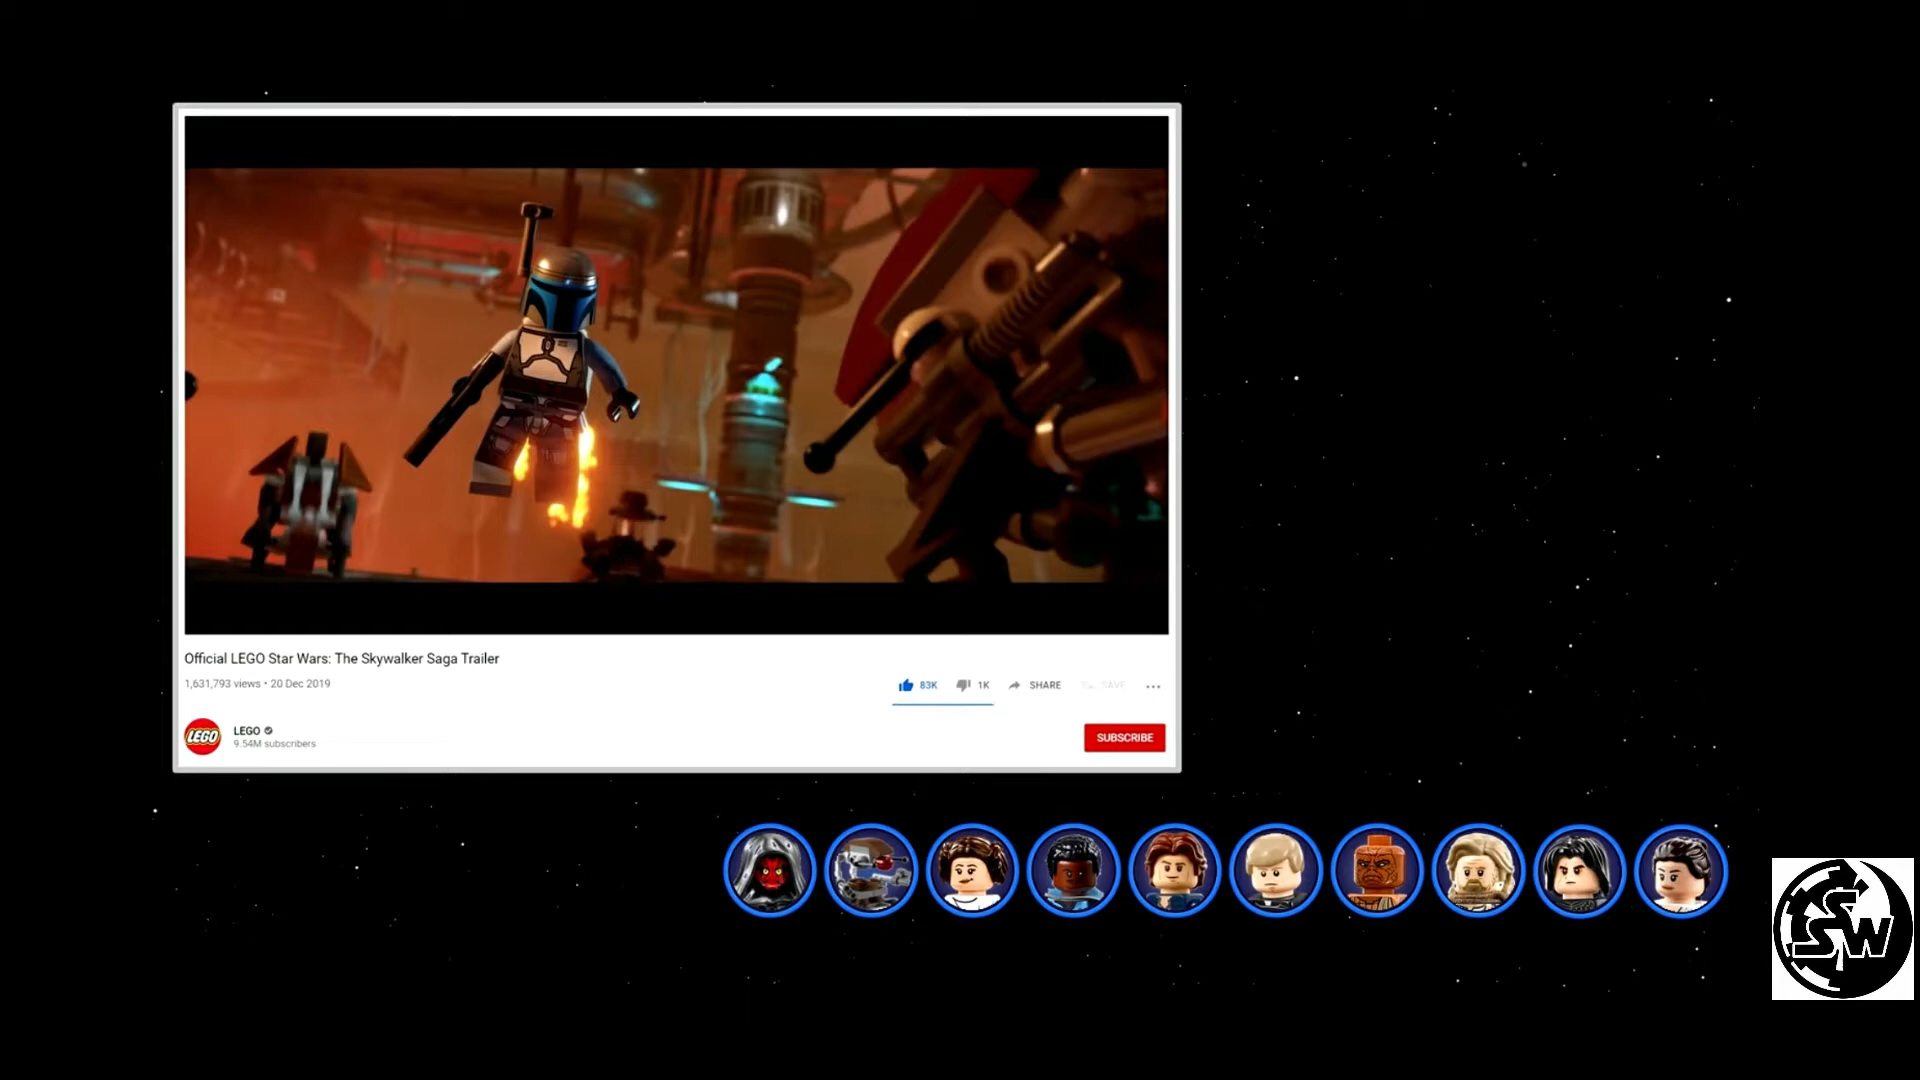 Official LEGO Star Wars: The Skywalker Saga Trailer
1,631,793 views • 20 Dec 2019
83K 1K SHARE SAVE
LEGO
LEGO
9.54M subscribers
SUBSCRIBE
SW